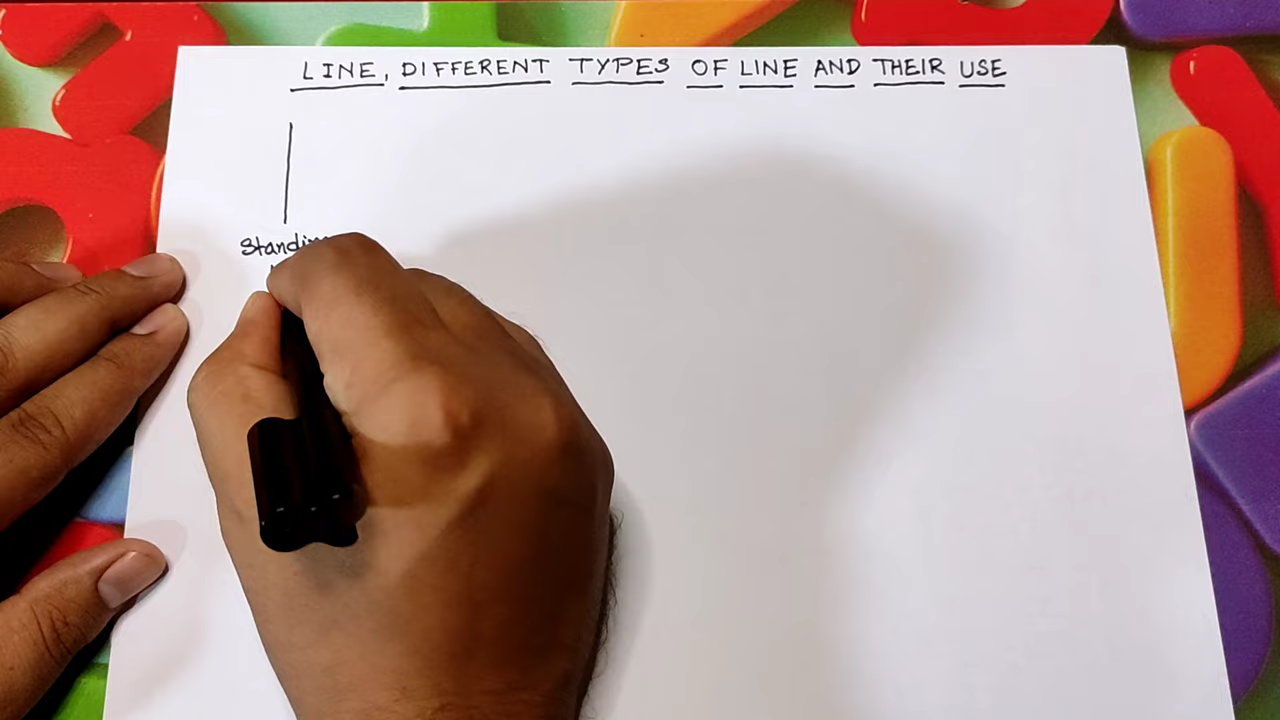 LINE, DIFFERENT TYPES OF LINE AND THEIR USE